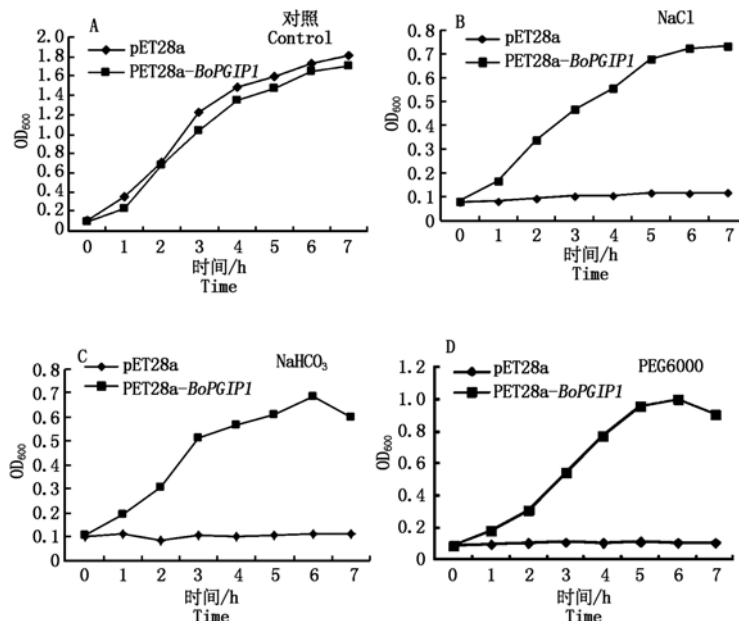 A
对照
Control
pET28a
PET28a-BoPGIP1
2.0
1.8
1.6
1.4
1.2
1.0
0.8
0.6
0.4
0.2
0
OD600
0 1 2 3 4 5 6 7
时间/h
Time
B
NaCl
pET28a
PET28a-BoPGIP1
0.8
0.7
0.6
0.5
0.4
0.3
0.2
0.1
0
OD600
0 1 2 3 4 5 6 7
时间/h
Time
C
NaHCO3
pET28a
PET28a-BoPGIP1
0.8
0.7
0.6
0.5
0.4
0.3
0.2
0.1
0
OD600
0 1 2 3 4 5 6 7
时间/h
Time
D
PEG6000
pET28a
PET28a-BoPGIP1
1.2
1.0
0.8
0.6
0.4
0.2
0
OD600
0 1 2 3 4 5 6 7
时间/h
Time